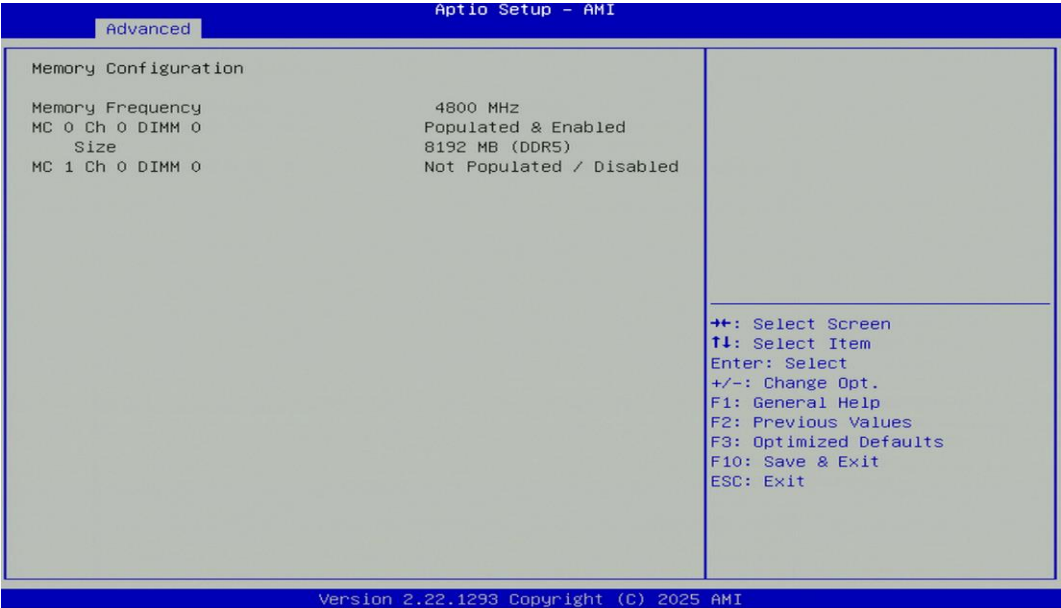 Aptio Setup – AMI
Advanced
Memory Configuration
Memory Frequency 4800 MHz
MC 0 Ch 0 DIMM 0 Populated & Enabled
Size 8192 MB (DDR5)
MC 1 Ch 0 DIMM 0 Not Populated / Disabled
→←: Select Screen
↑↓: Select Item
Enter: Select
+/-: Change Opt.
F1: General Help
F2: Previous Values
F3: Optimized Defaults
F10: Save & Exit
ESC: Exit
Version 2.22.1293 Copyright (C) 2025 AMI